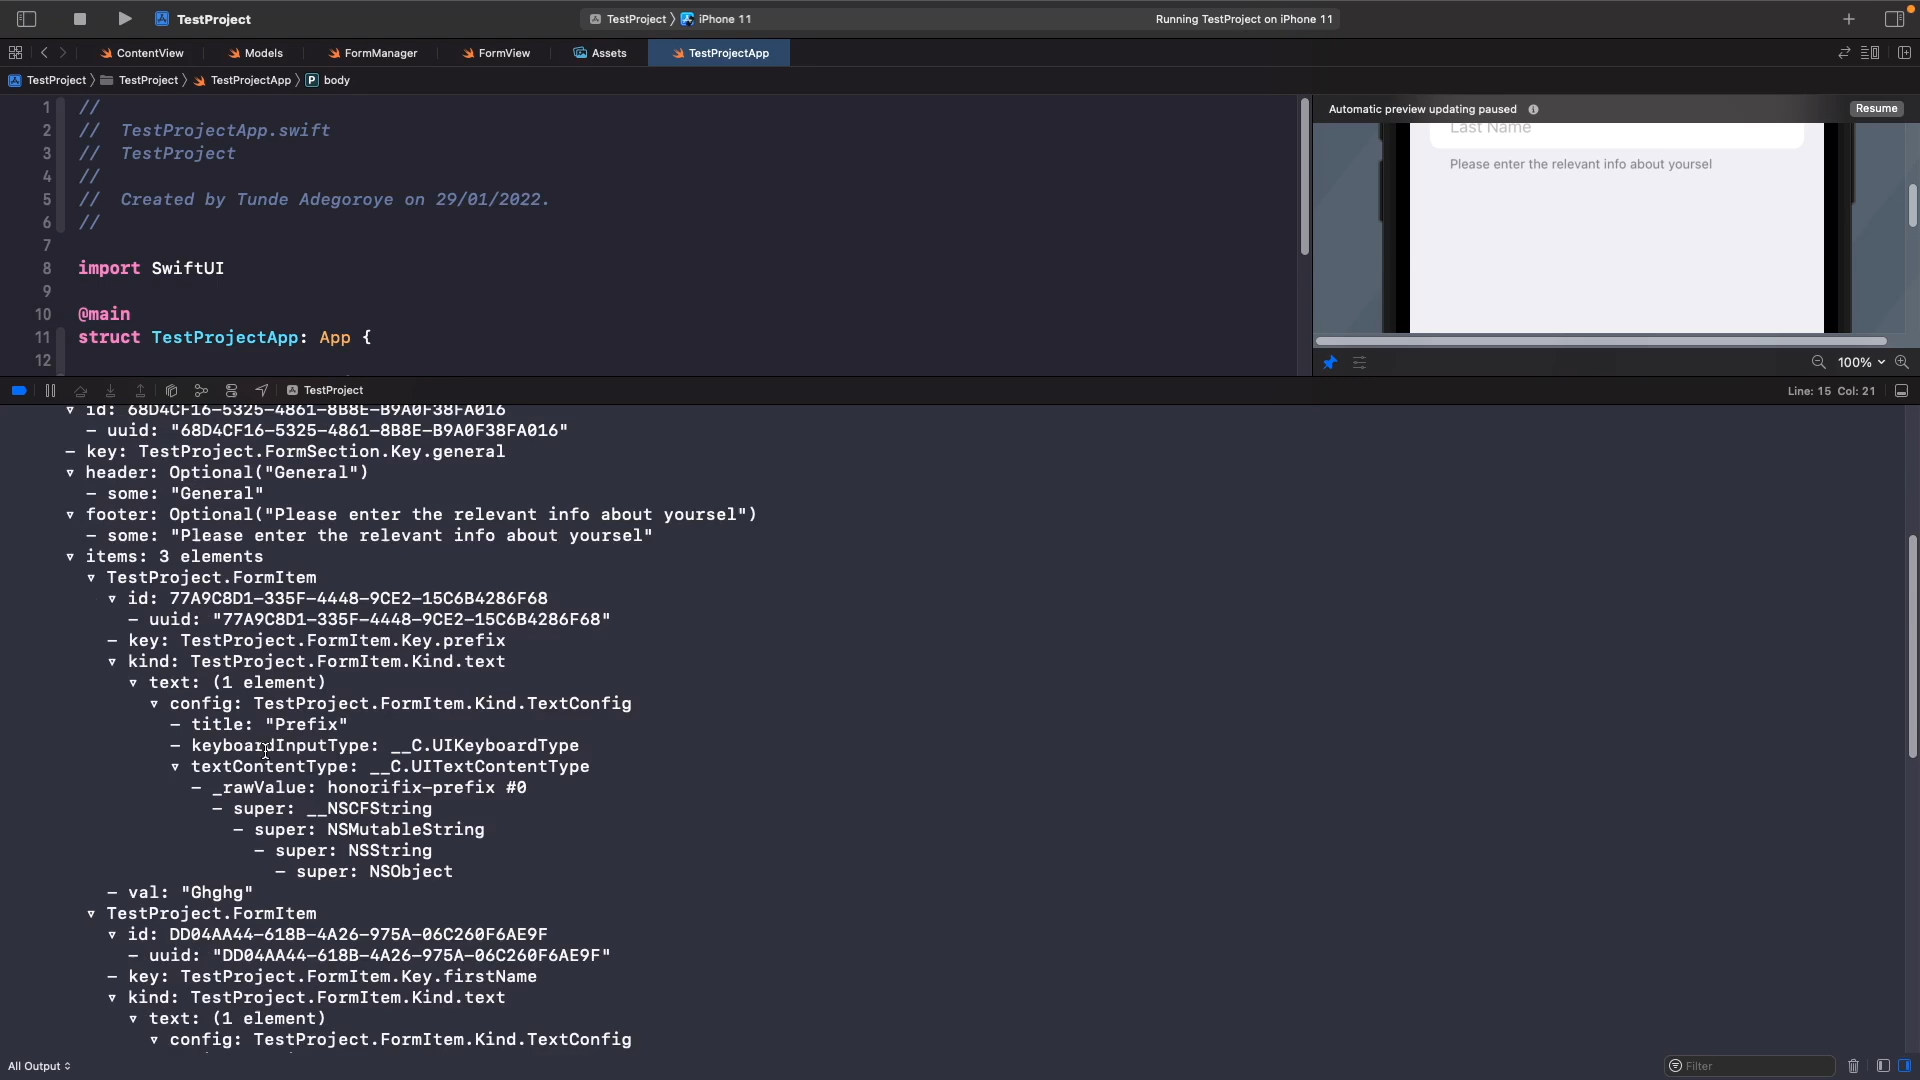 TestProject
TestProject 〉 iPhone 11
Running TestProject on iPhone 11
ContentView
Models
FormManager
FormView
Assets
TestProjectApp
TestProject 〉 TestProject 〉 TestProjectApp 〉 P body
1 //
2 // TestProjectApp.swift
3 // TestProject
4 //
5 // Created by Tunde Adegoroye on 29/01/2022.
6 //
7
8 import SwiftUI
9
10 @main
11 struct TestProjectApp: App {
12
Automatic preview updating paused
Resume
Last Name
Please enter the relevant info about yoursel
100%
TestProject
Line: 15 Col: 21
▿ id: 68D4CF16-5325-4861-8B8E-B9A0F38FA016
- uuid: "68D4CF16-5325-4861-8B8E-B9A0F38FA016"
- key: TestProject.FormSection.Key.general
▿ header: Optional("General")
- some: "General"
▿ footer: Optional("Please enter the relevant info about yoursel")
- some: "Please enter the relevant info about yoursel"
▿ items: 3 elements
▿ TestProject.FormItem
▿ id: 77A9C8D1-335F-4448-9CE2-15C6B4286F68
- uuid: "77A9C8D1-335F-4448-9CE2-15C6B4286F68"
- key: TestProject.FormItem.Key.prefix
▿ kind: TestProject.FormItem.Kind.text
▿ text: (1 element)
▿ config: TestProject.FormItem.Kind.TextConfig
- title: "Prefix"
- keyboardInputType: __C.UIKeyboardType
▿ textContentType: __C.UITextContentType
- _rawValue: honorifix-prefix #0
- super: __NSCFString
- super: NSMutableString
- super: NSString
- super: NSObject
- val: "Ghghg"
▿ TestProject.FormItem
▿ id: DD04AA44-618B-4A26-975A-06C260F6AE9F
- uuid: "DD04AA44-618B-4A26-975A-06C260F6AE9F"
- key: TestProject.FormItem.Key.firstName
▿ kind: TestProject.FormItem.Kind.text
▿ text: (1 element)
▿ config: TestProject.FormItem.Kind.TextConfig
All Output
Filter